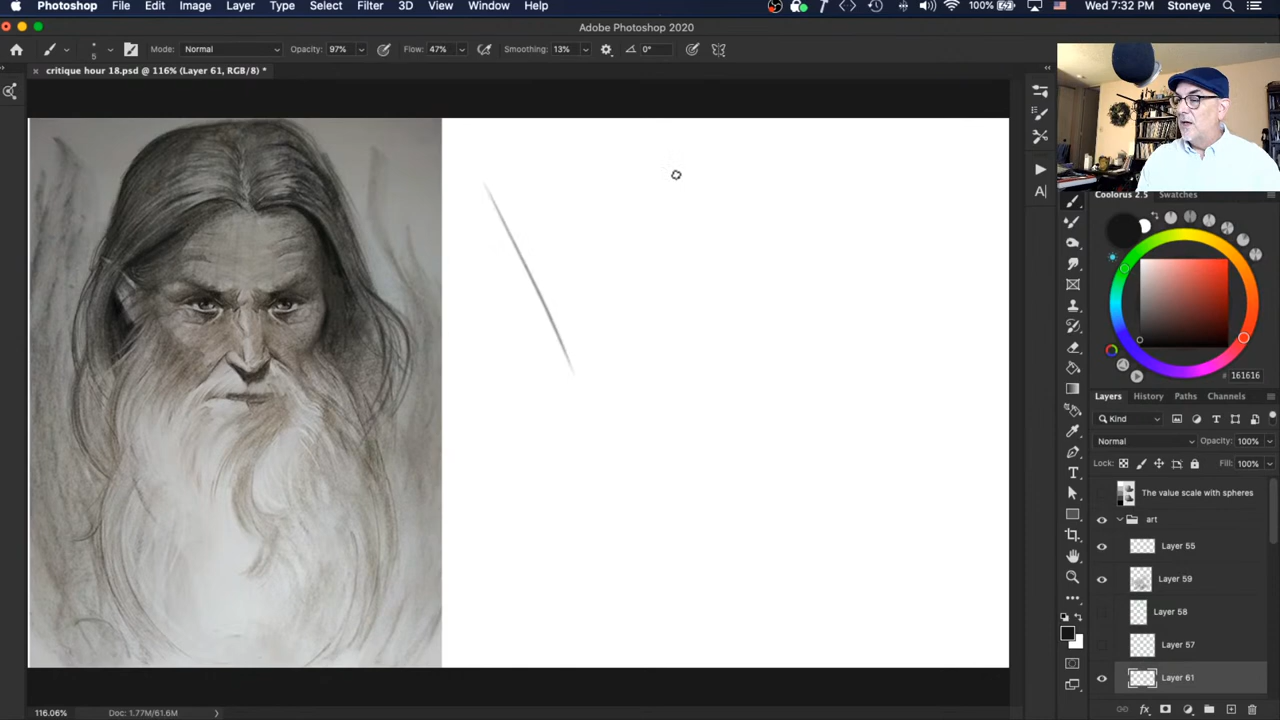 Photoshop File Edit Image Layer Type Select Filter 3D View Window Help 100% Wed 7:32 PM Stoneye
Adobe Photoshop 2020
5 Mode: Normal Opacity: 97% Flow: 47% Smoothing: 13% 0°
critique hour 18.psd @ 116% (Layer 61, RGB/8) *
A
Coolorus 2.5 Swatches
# 161616
Layers History Paths Channels
Kind
Normal Opacity: 100%
Lock: Fill: 100%
The value scale with spheres
art
Layer 55
Layer 59
Layer 58
Layer 57
Layer 61
116.06% Doc: 1.77M/61.6M
fx